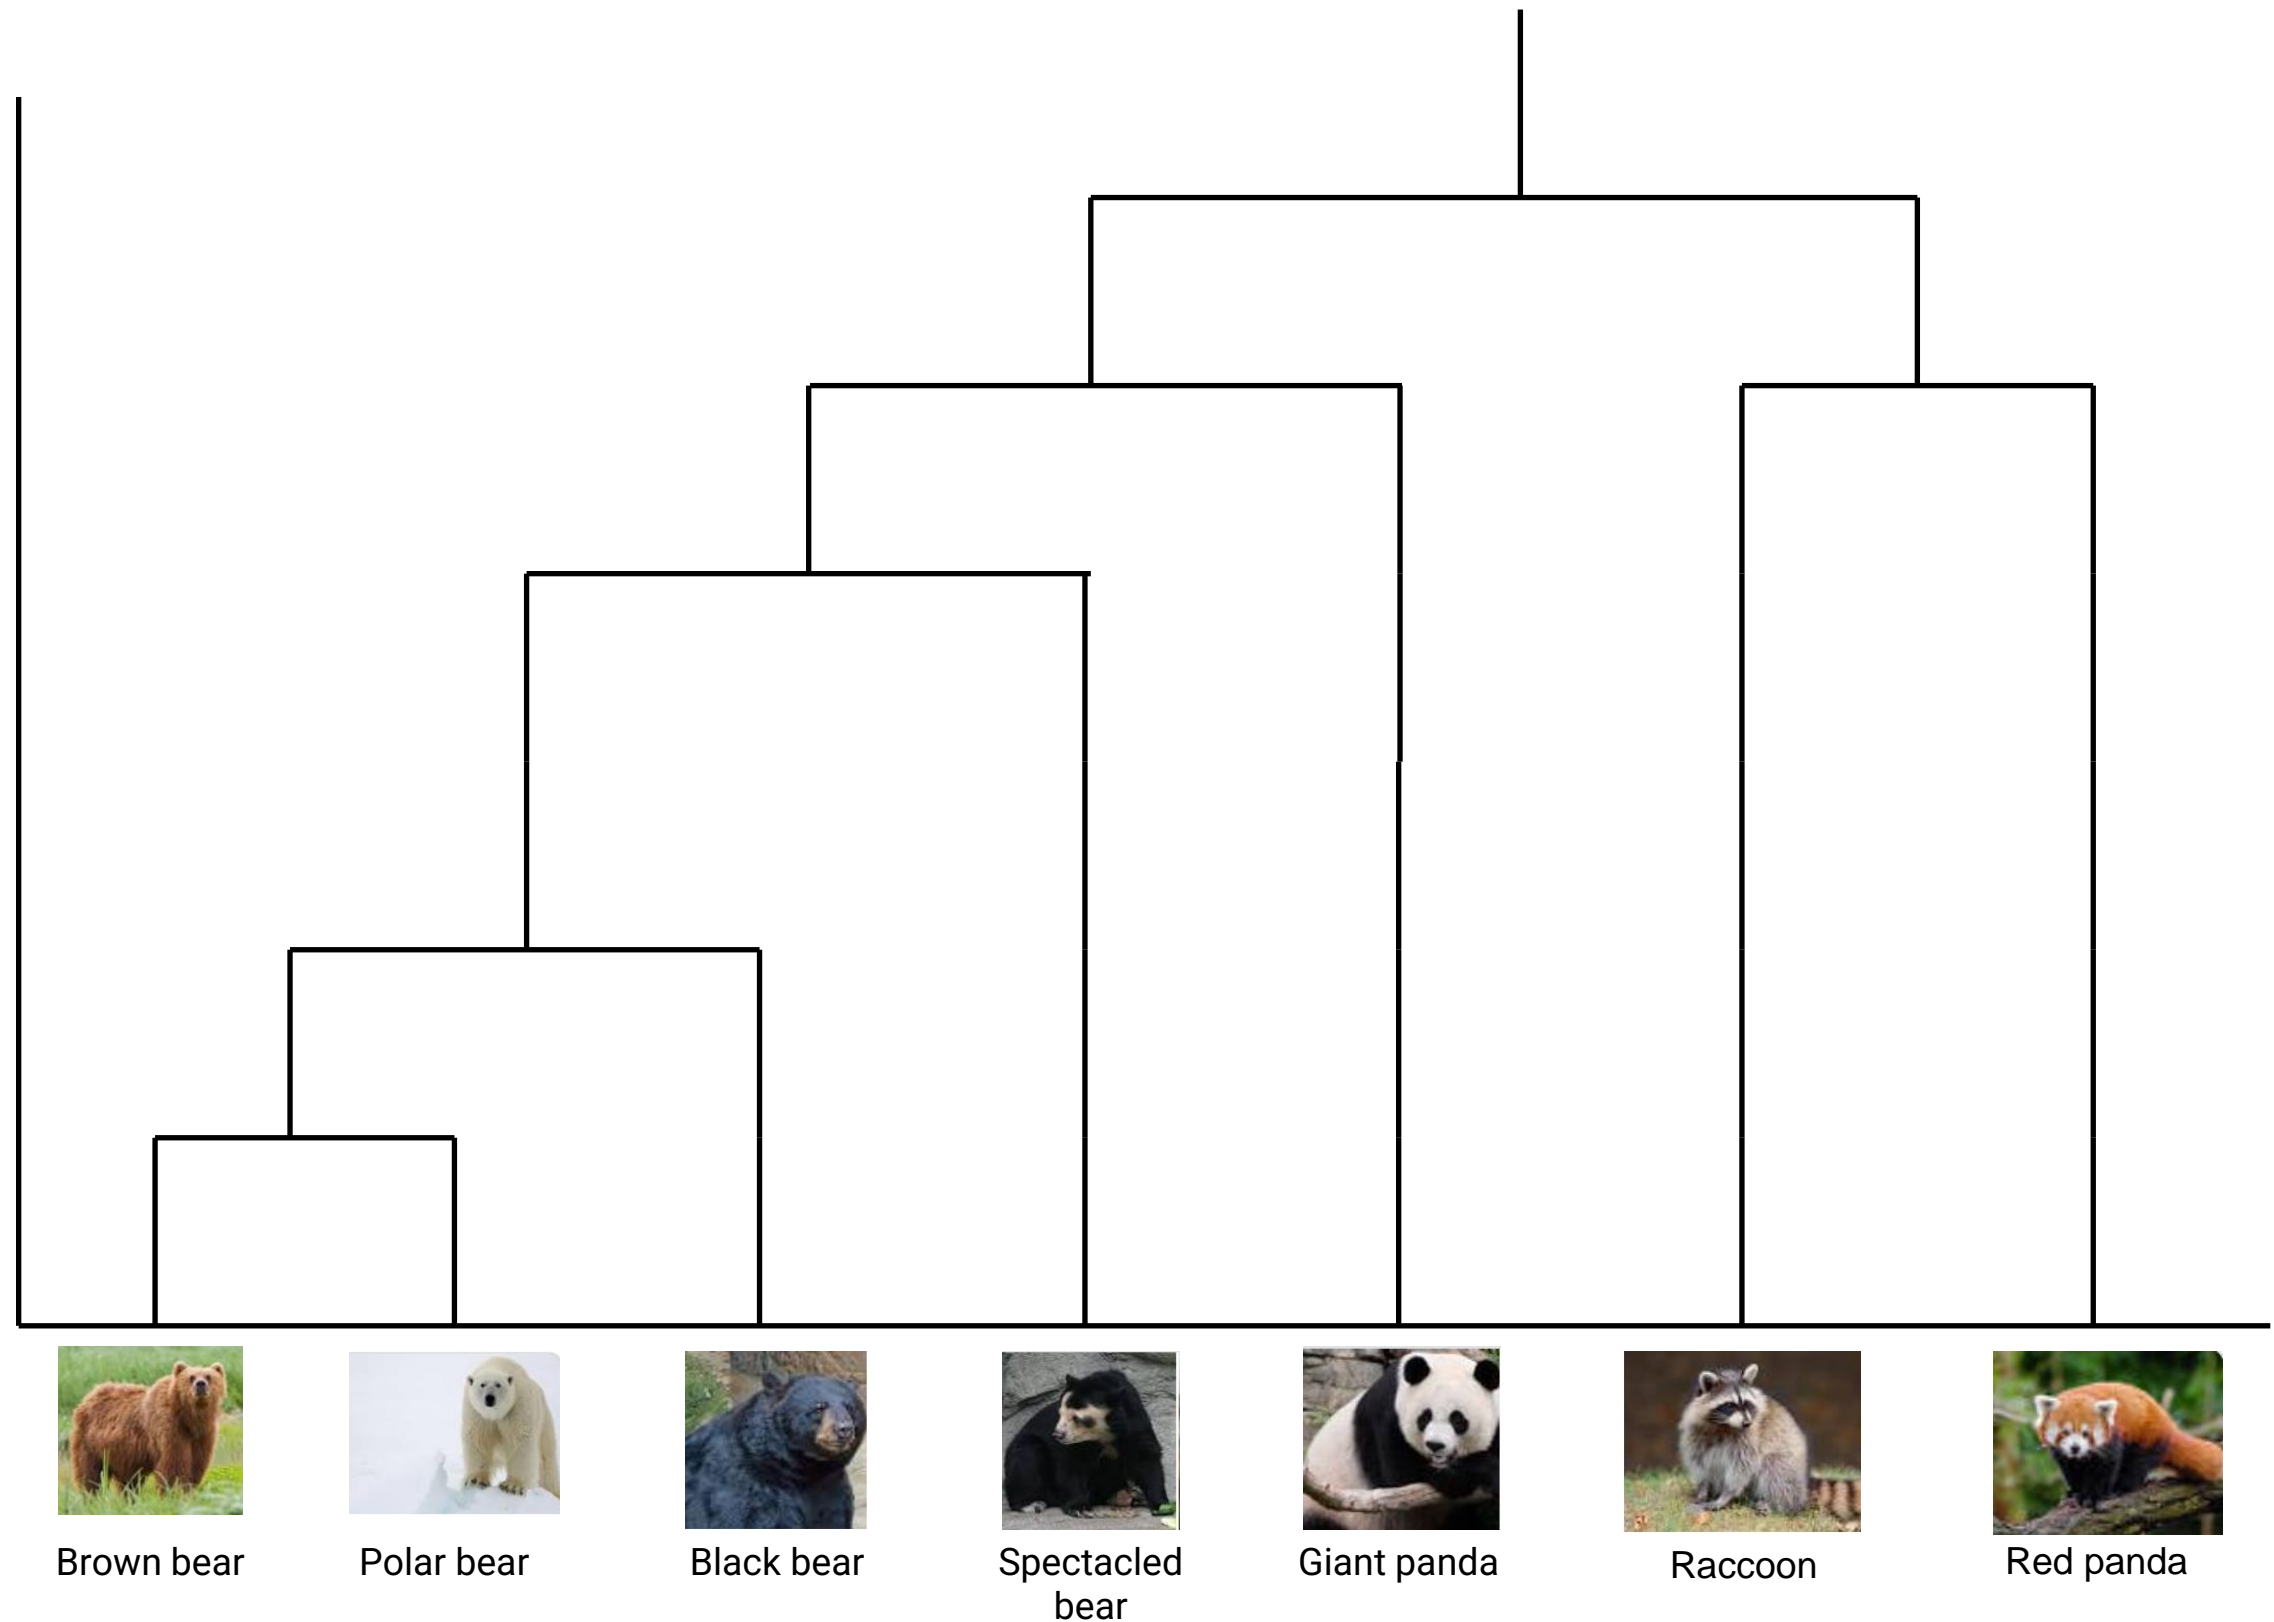 Brown bear
Polar bear
Black bear
Spectacled
bear
Giant panda
Raccoon
Red panda